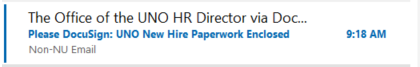 The Office of the UNO HR Director via Doc...
Please DocuSign: UNO New Hire Paperwork Enclosed 9:18 AM
Non-NU Email